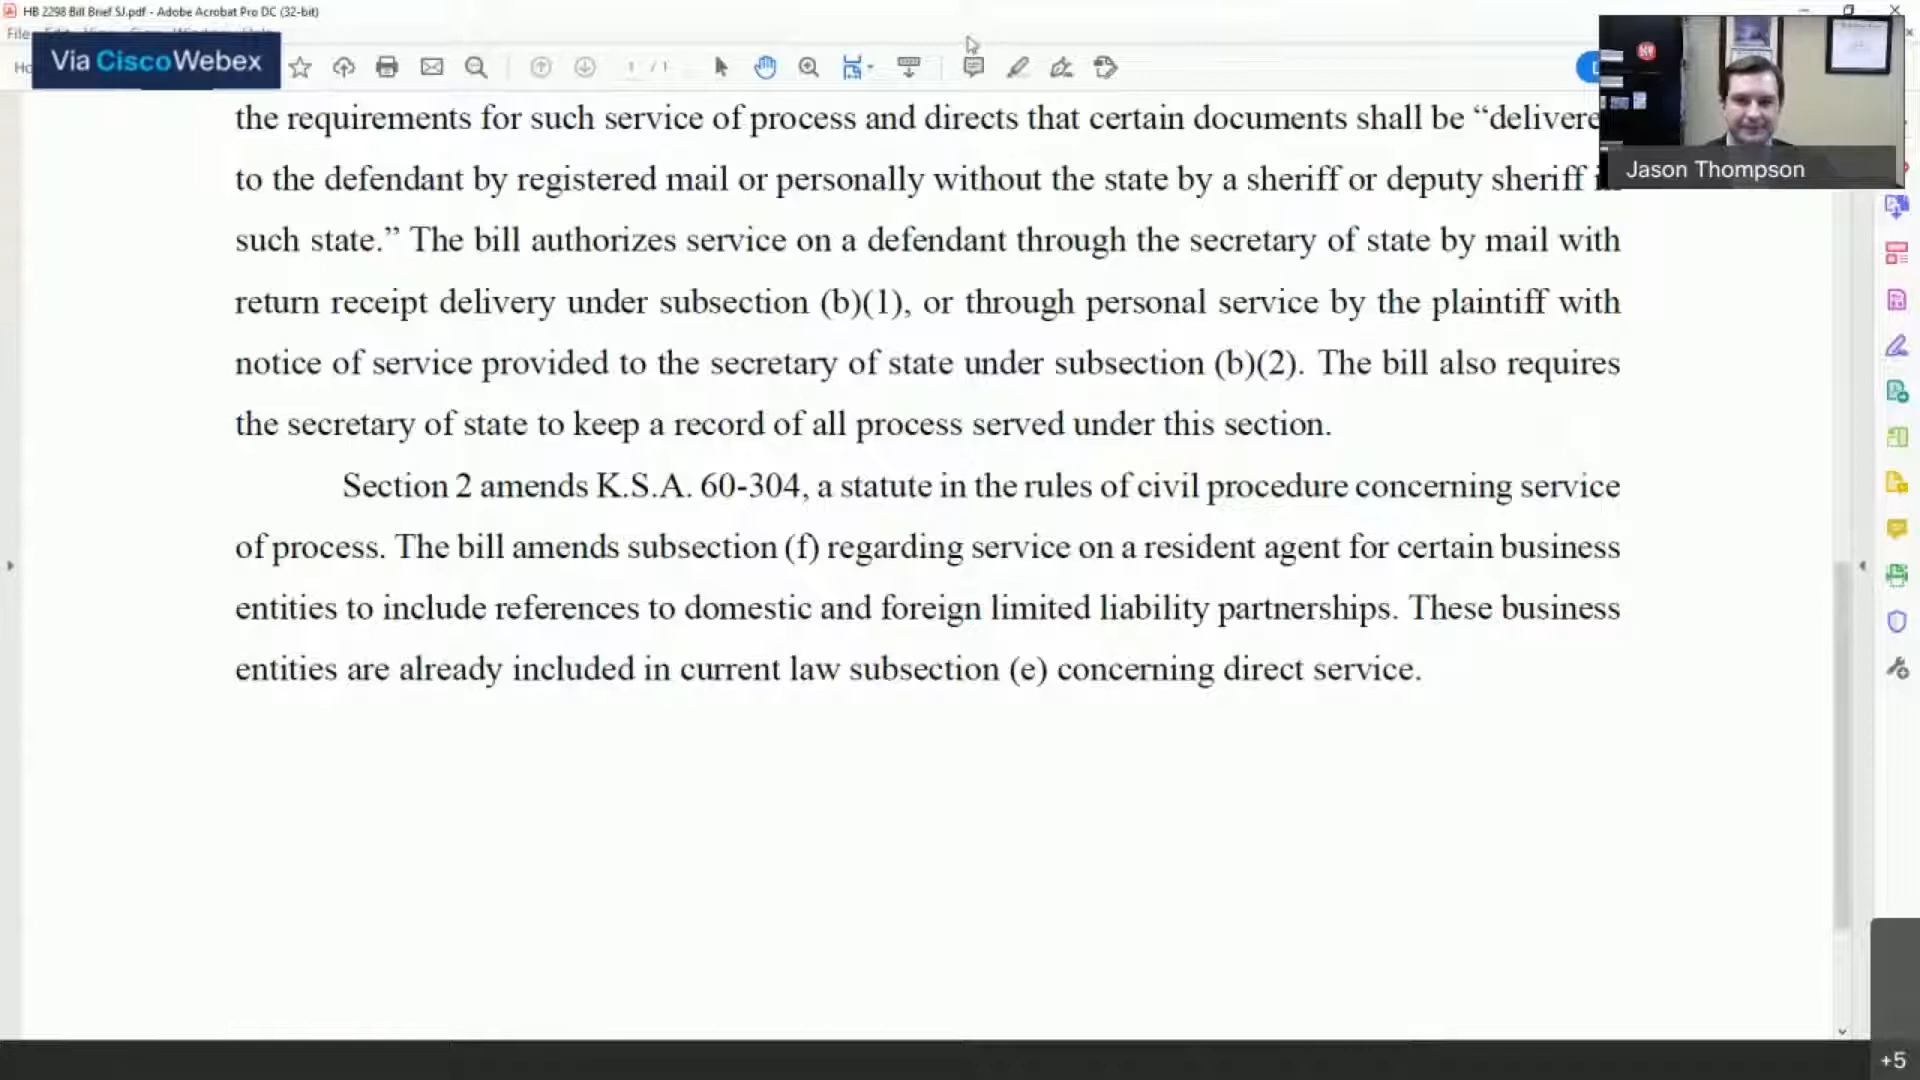 HB 2298 Bill Brief SJ.pdf - Adobe Acrobat Pro DC (32-bit)
File
Via CiscoWebex
1 / 1
Jason Thompson
the requirements for such service of process and directs that certain documents shall be “delivere
to the defendant by registered mail or personally without the state by a sheriff or deputy sheriff
such state.” The bill authorizes service on a defendant through the secretary of state by mail with
return receipt delivery under subsection (b)(1), or through personal service by the plaintiff with
notice of service provided to the secretary of state under subsection (b)(2). The bill also requires
the secretary of state to keep a record of all process served under this section.
Section 2 amends K.S.A. 60-304, a statute in the rules of civil procedure concerning service
of process. The bill amends subsection (f) regarding service on a resident agent for certain business
entities to include references to domestic and foreign limited liability partnerships. These business
entities are already included in current law subsection (e) concerning direct service.
+5